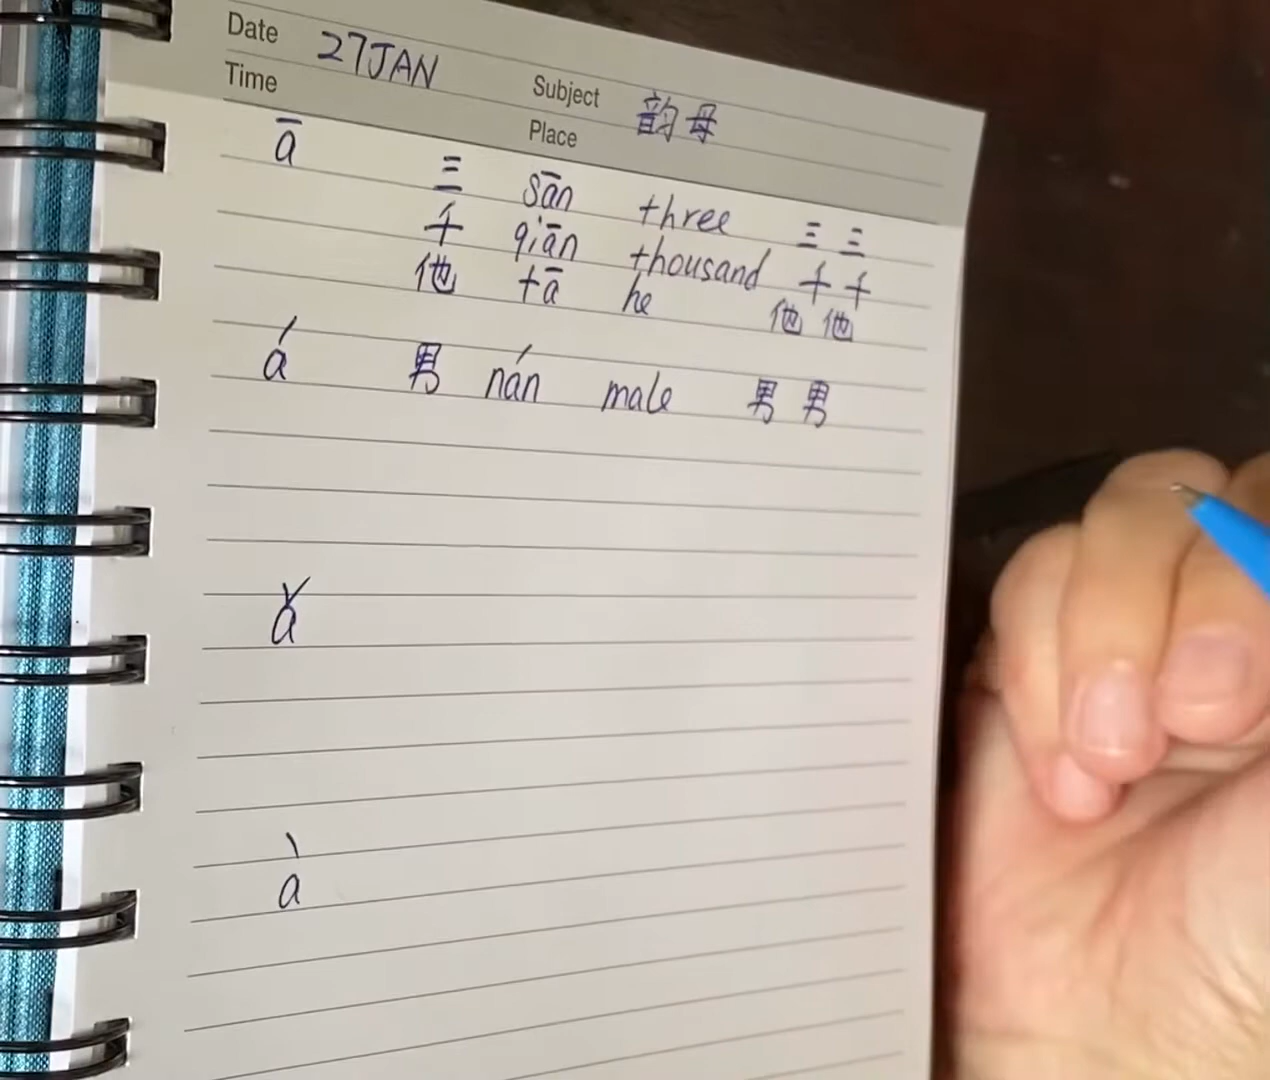 Date 27JAN Subject 韵母
Time Place
ā 三 sān three 三 三
千 qiān thousand 千 千
他 tā he 他 他
á 男 nán male 男 男
ǎ
à